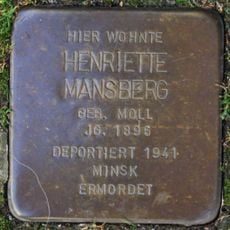 HIER WOHNTE
HENRIETTE
MANSBERG
GEB. MOLL
JG. 1896
DEPORTIERT 1941
MINSK
ERMORDET